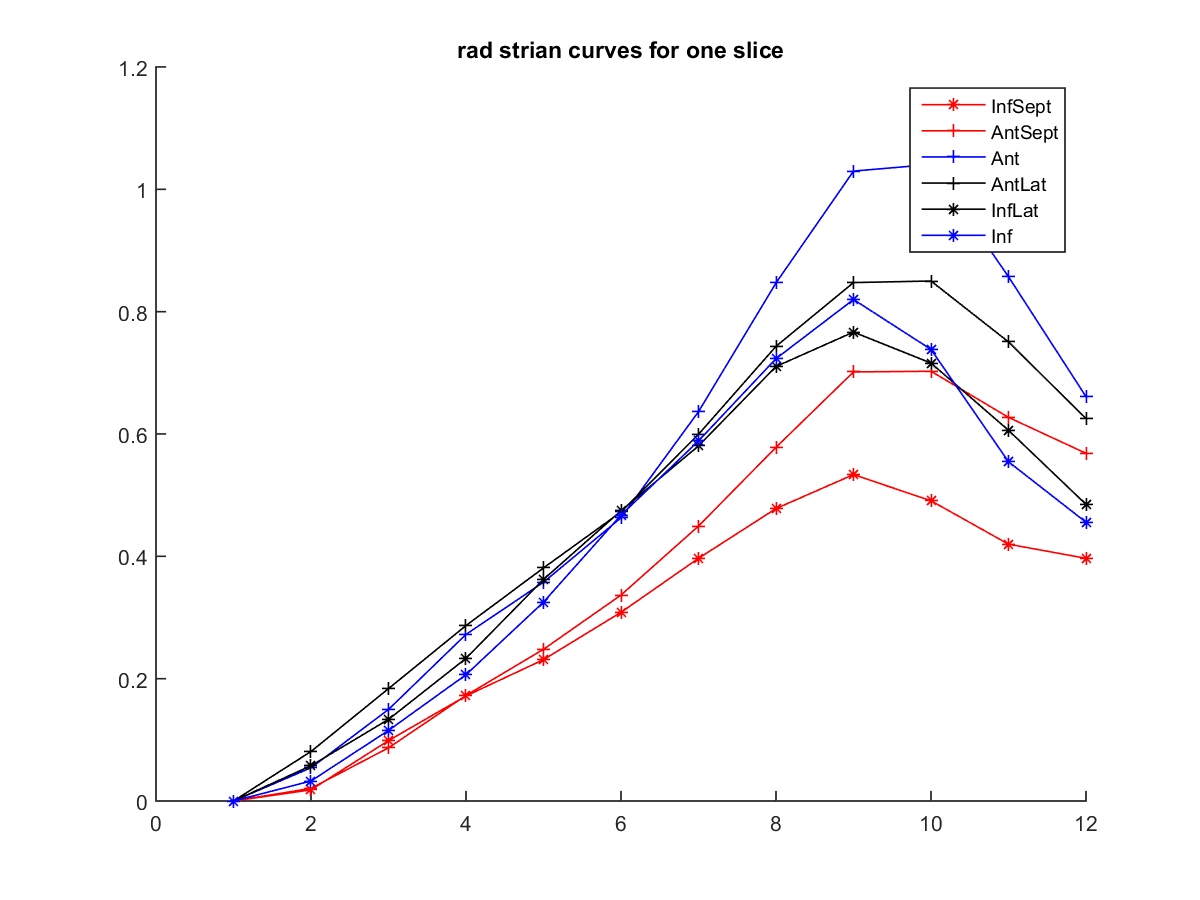 rad strian curves for one slice
1.2
1
0.8
0.6
0.4
0.2
0
0 2 4 6 8 10 12
InfSept
AntSept
Ant
AntLat
InfLat
Inf